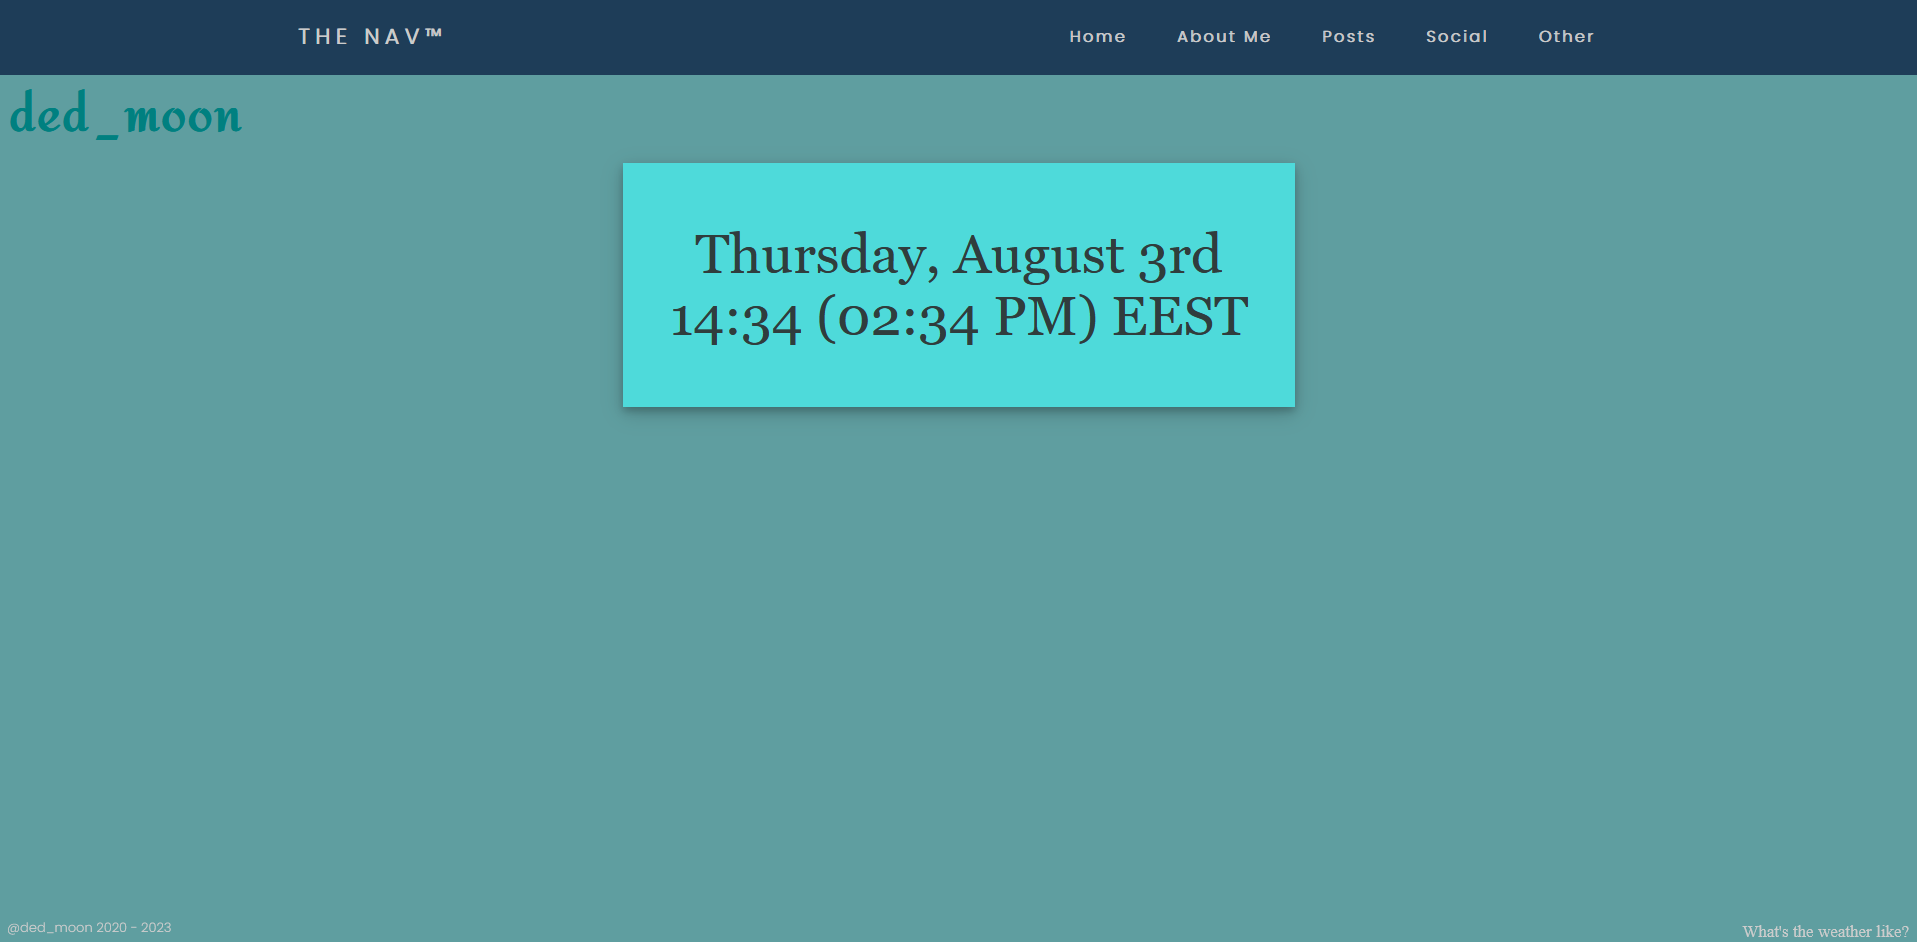 THE NAV™
Home About Me Posts Social Other
ded_moon
Thursday, August 3rd
14:34 (02:34 PM) EEST
@ded_moon 2020 - 2023
What's the weather like?